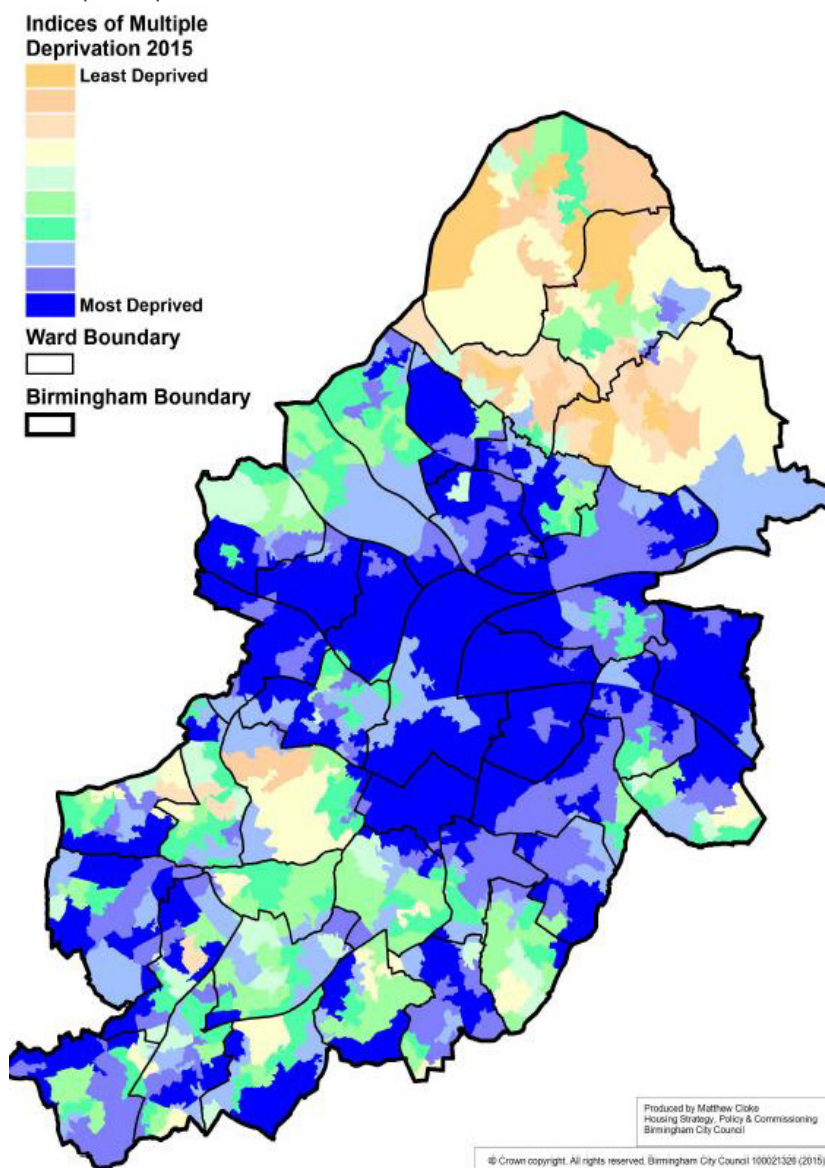 Indices of Multiple
Deprivation 2015
Least Deprived
Most Deprived
Ward Boundary
Birmingham Boundary
Produced by Matthew Cloke
Housing Strategy, Policy & Commissioning
Birmingham City Council
© Crown copyright. All rights reserved. Birmingham City Council 100021326 (2015)